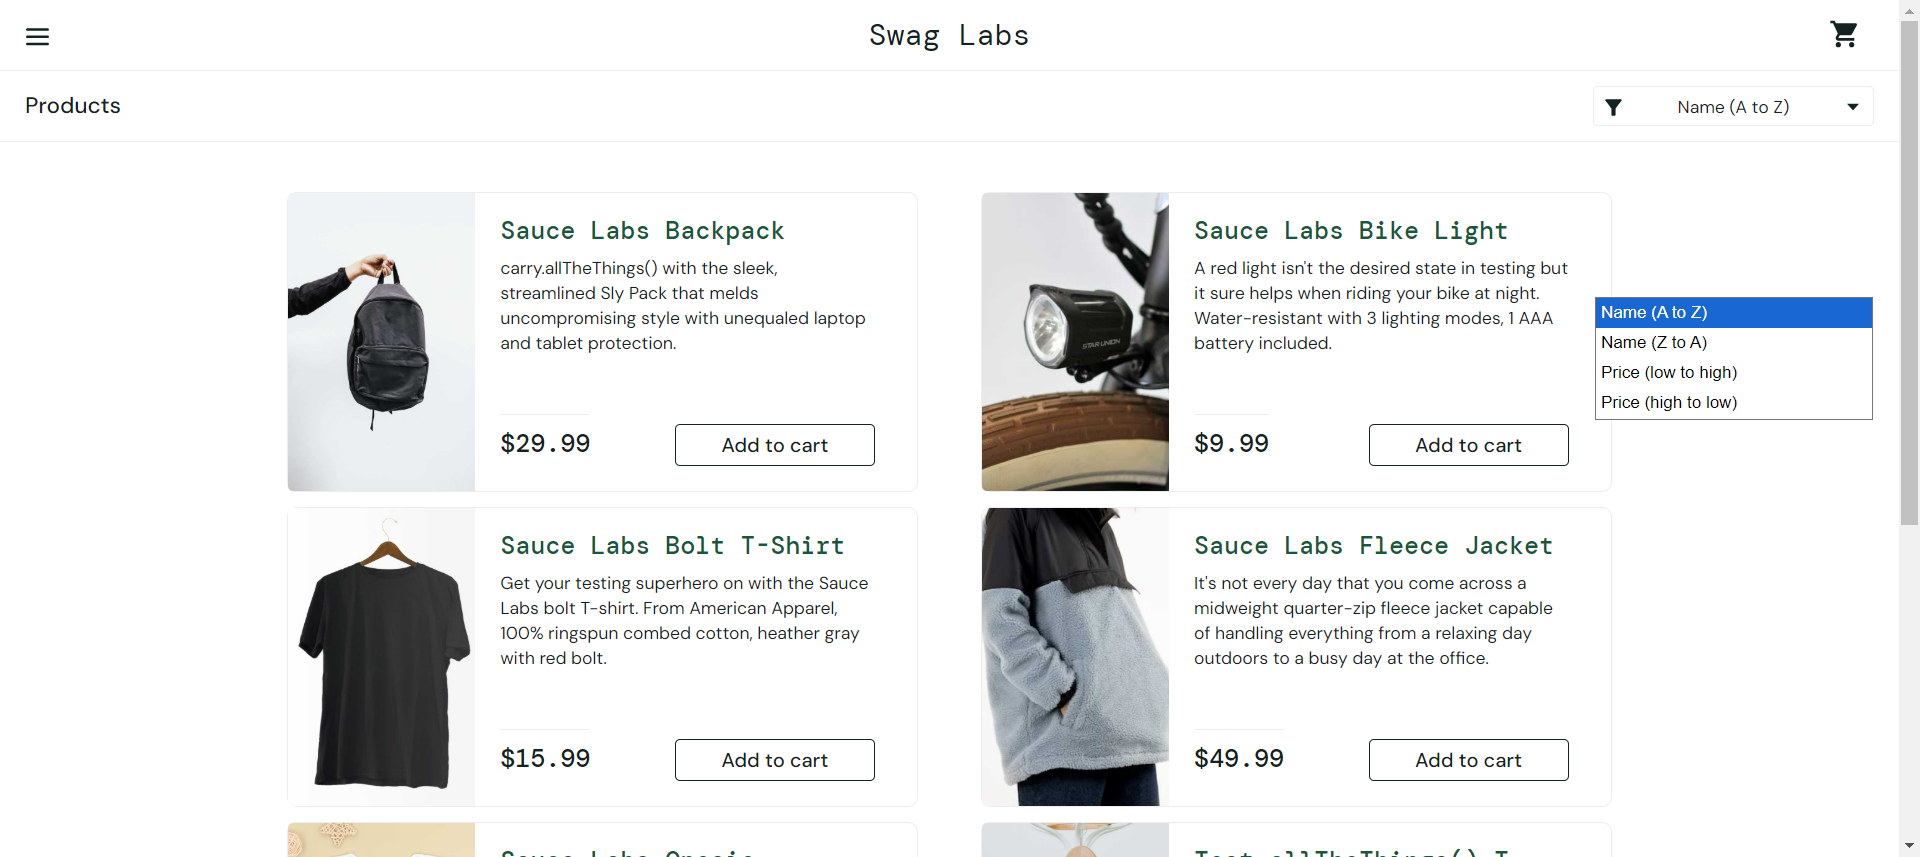 Swag Labs
Products
Name (A to Z)
Sauce Labs Backpack
carry.allTheThings() with the sleek,
streamlined Sly Pack that melds
uncompromising style with unequaled laptop
and tablet protection.
$29.99
Add to cart
Sauce Labs Bike Light
A red light isn't the desired state in testing but
it sure helps when riding your bike at night.
Water-resistant with 3 lighting modes, 1 AAA
battery included.
STAR UNION
$9.99
Add to cart
Name (A to Z)
Name (Z to A)
Price (low to high)
Price (high to low)
Sauce Labs Bolt T-Shirt
Get your testing superhero on with the Sauce
Labs bolt T-shirt. From American Apparel,
100% ringspun combed cotton, heather gray
with red bolt.
$15.99
Add to cart
Sauce Labs Fleece Jacket
It's not every day that you come across a
midweight quarter-zip fleece jacket capable
of handling everything from a relaxing day
outdoors to a busy day at the office.
$49.99
Add to cart
Sauce Labs Onesie
Test.allTheThings() T